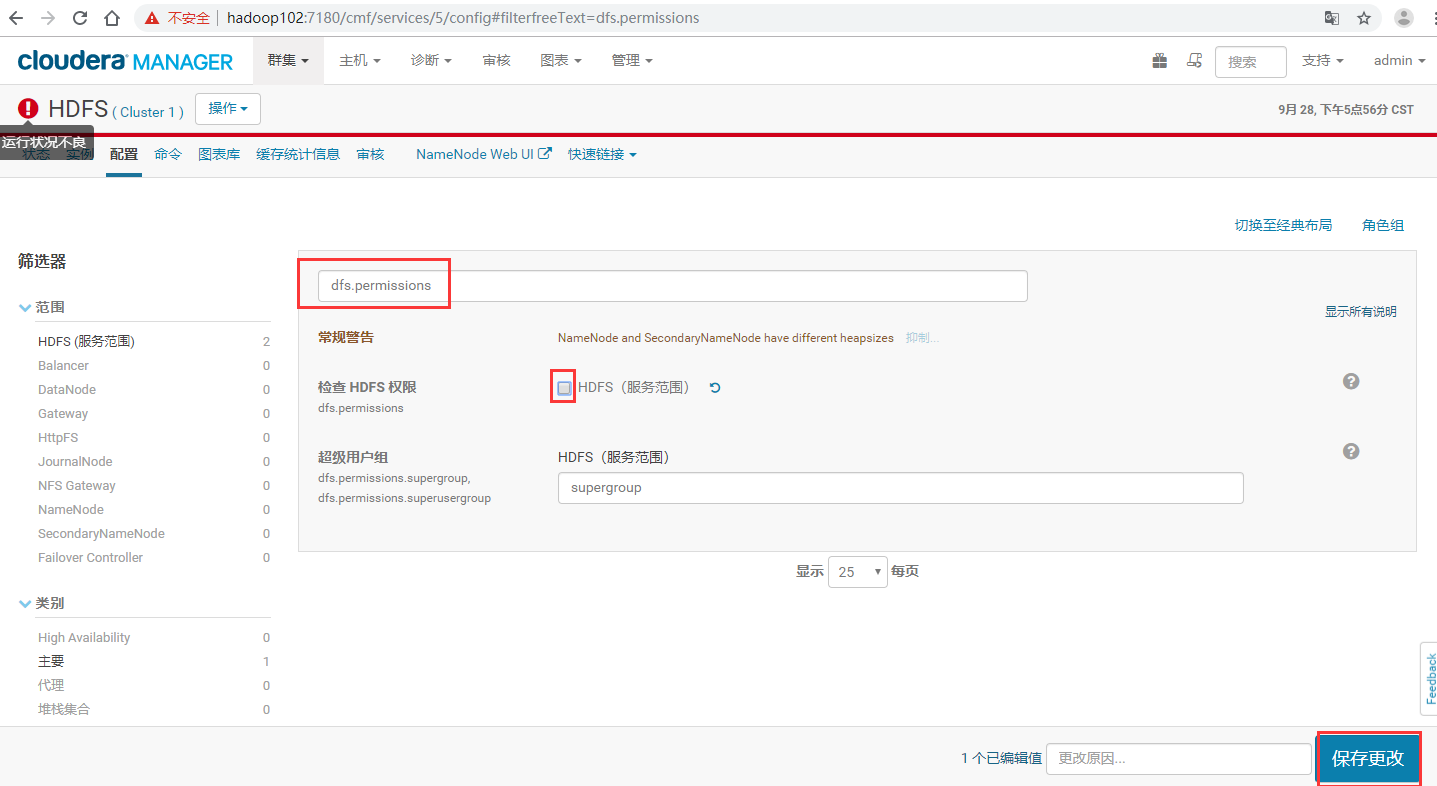 不安全 hadoop102:7180/cmf/services/5/config#filterfreeText=dfs.permissions
cloudera MANAGER 群集 主机 诊断 审核 图表 管理 搜索 支持 admin
HDFS ( Cluster 1 ) 操作 9月 28, 下午5点56分 CST
运行状况不良
状态 实例 配置 命令 图表库 缓存统计信息 审核 NameNode Web UI 快速链接
切换至经典布局 角色组
筛选器
dfs.permissions
范围
显示所有说明
HDFS (服务范围) 2
常规警告 NameNode and SecondaryNameNode have different heapsizes 抑制...
Balancer 0
DataNode 0
检查 HDFS 权限 HDFS（服务范围）
dfs.permissions
Gateway 0
HttpFS 0
JournalNode 0
超级用户组 HDFS（服务范围）
dfs.permissions.supergroup,
dfs.permissions.superusergroup
supergroup
NFS Gateway 0
NameNode 0
SecondaryNameNode 0
Failover Controller 0
显示 25 每页
类别
High Availability 0
主要 1
代理 0
堆栈集合 0
Feedback
1 个已编辑值 更改原因... 保存更改